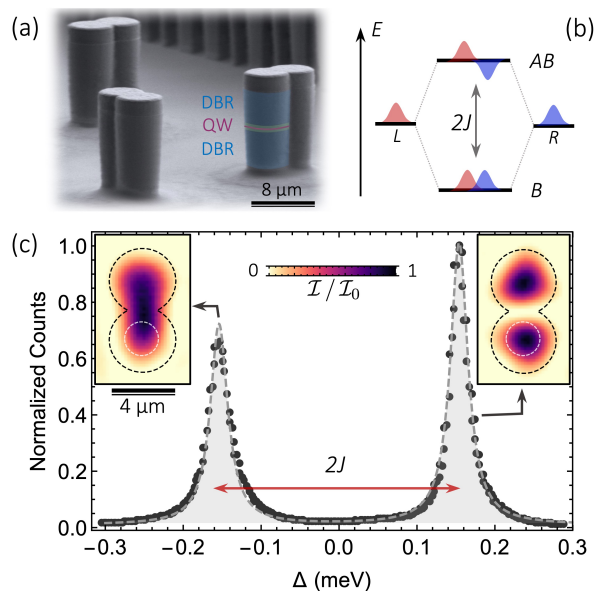 (a)
DBR
QW
DBR
8 μm
E
(b)
AB
2J
L
R
B
(c)
0
1
I / I₀
4 μm
2J
Normalized Counts
1.0
0.8
0.6
0.4
0.2
0.0
−0.3
−0.2
−0.1
0.0
0.1
0.2
0.3
Δ (meV)